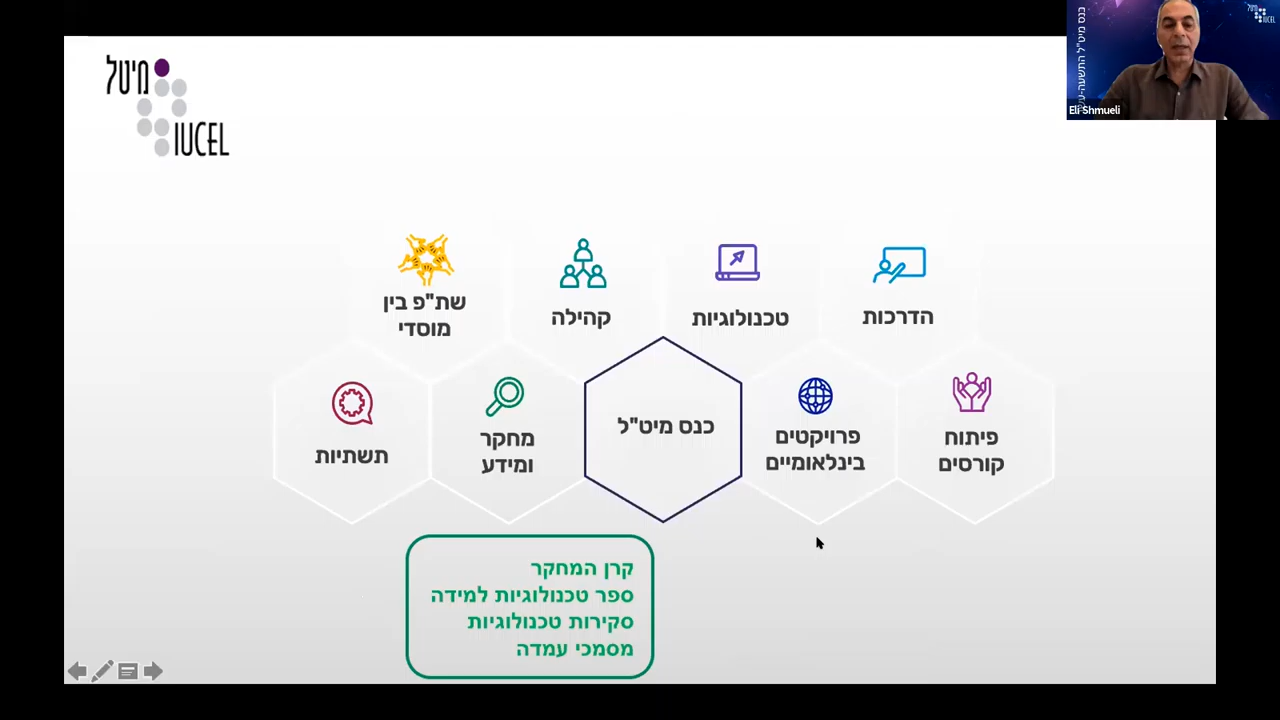 מיטל
IUCEL
שת"פ בין
מוסדי
קהילה
טכנולוגיות
הדרכות
תשתיות
מחקר
ומידע
כנס מיט"ל
פרויקטים
בינלאומיים
פיתוח
קורסים
קרן המחקר
ספר טכנולוגיות למידה
סקירות טכנולוגיות
מסמכי עמדה
Eli Shmueli
IUCEL